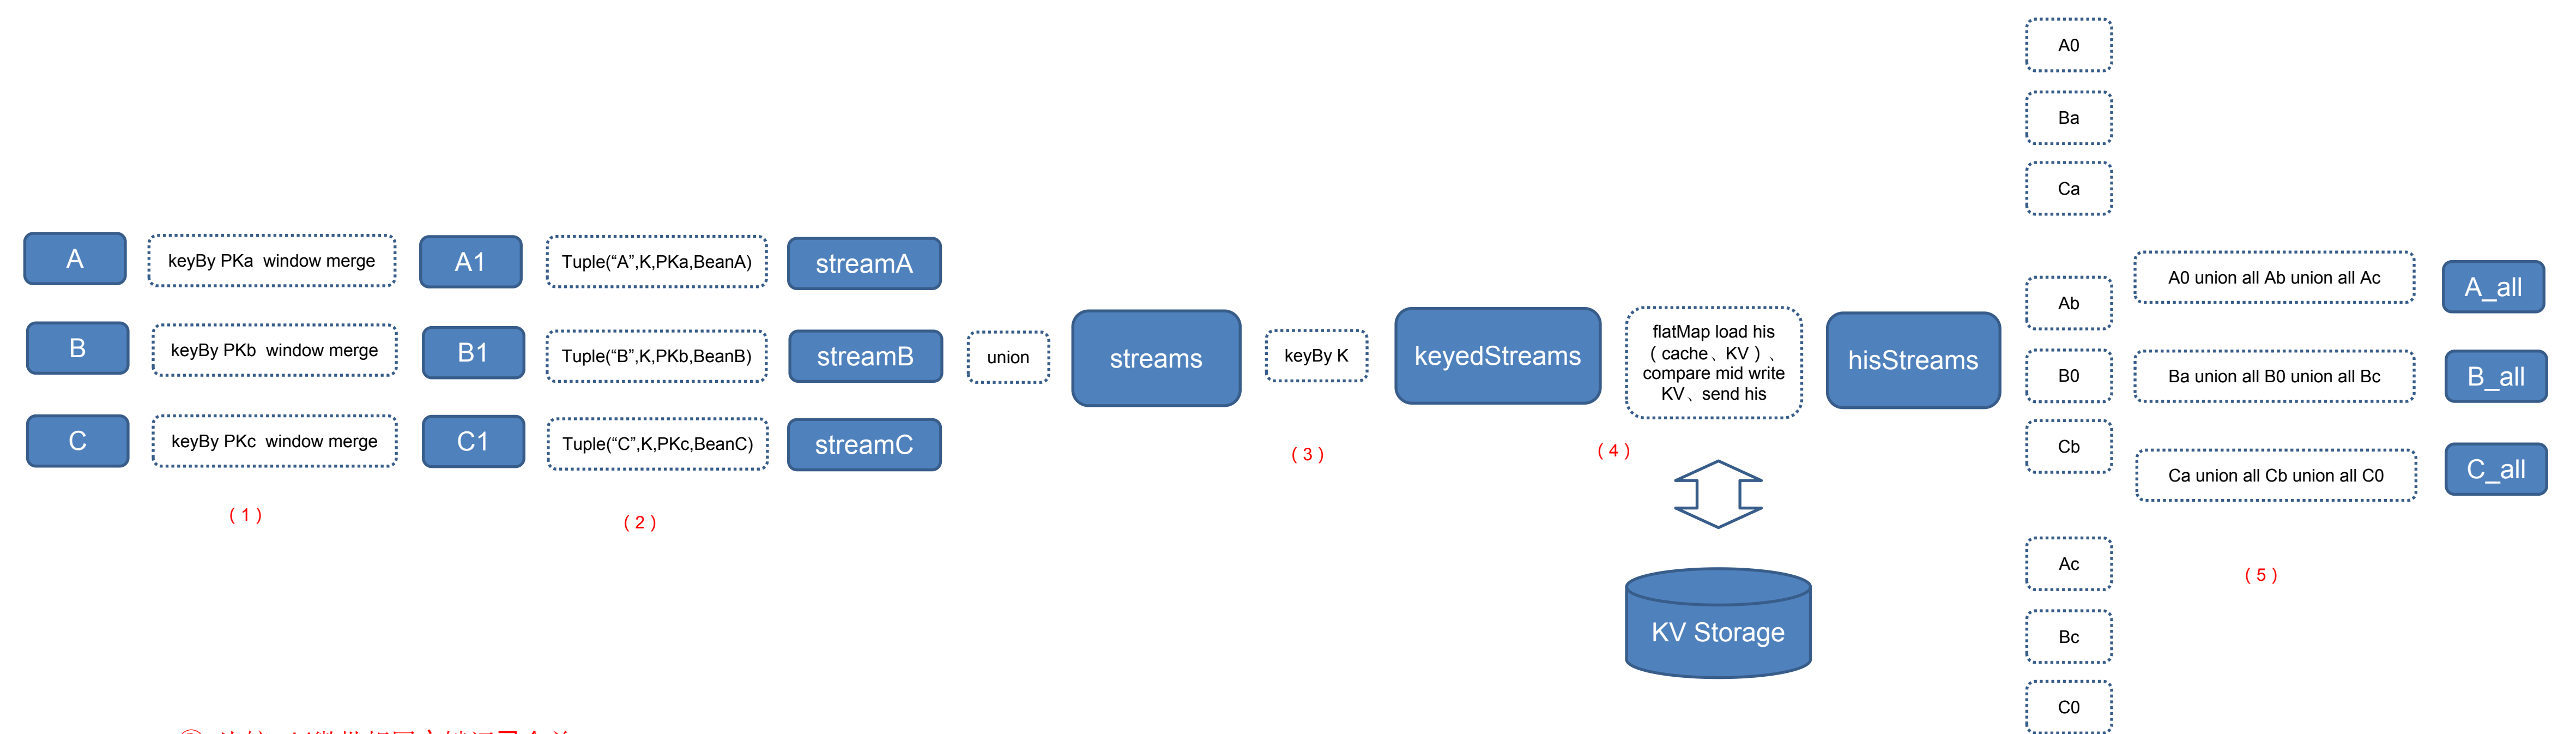 A0
Ba
Ca
A
keyBy PKa window merge
A1
Tuple(“A”,K,PKa,BeanA)
streamA
B
keyBy PKb window merge
B1
Tuple(“B”,K,PKb,BeanB)
streamB
C
keyBy PKc window merge
C1
Tuple(“C”,K,PKc,BeanC)
streamC
(1)
(2)
union
streams
keyBy K
(3)
keyedStreams
(4)
flatMap load his
(cache、KV)、
compare mid write
KV、send his
KV Storage
hisStreams
Ab
B0
Cb
Ac
Bc
C0
A0 union all Ab union all Ac
A_all
Ba union all B0 union all Bc
B_all
Ca union all Cb union all C0
C_all
(5)